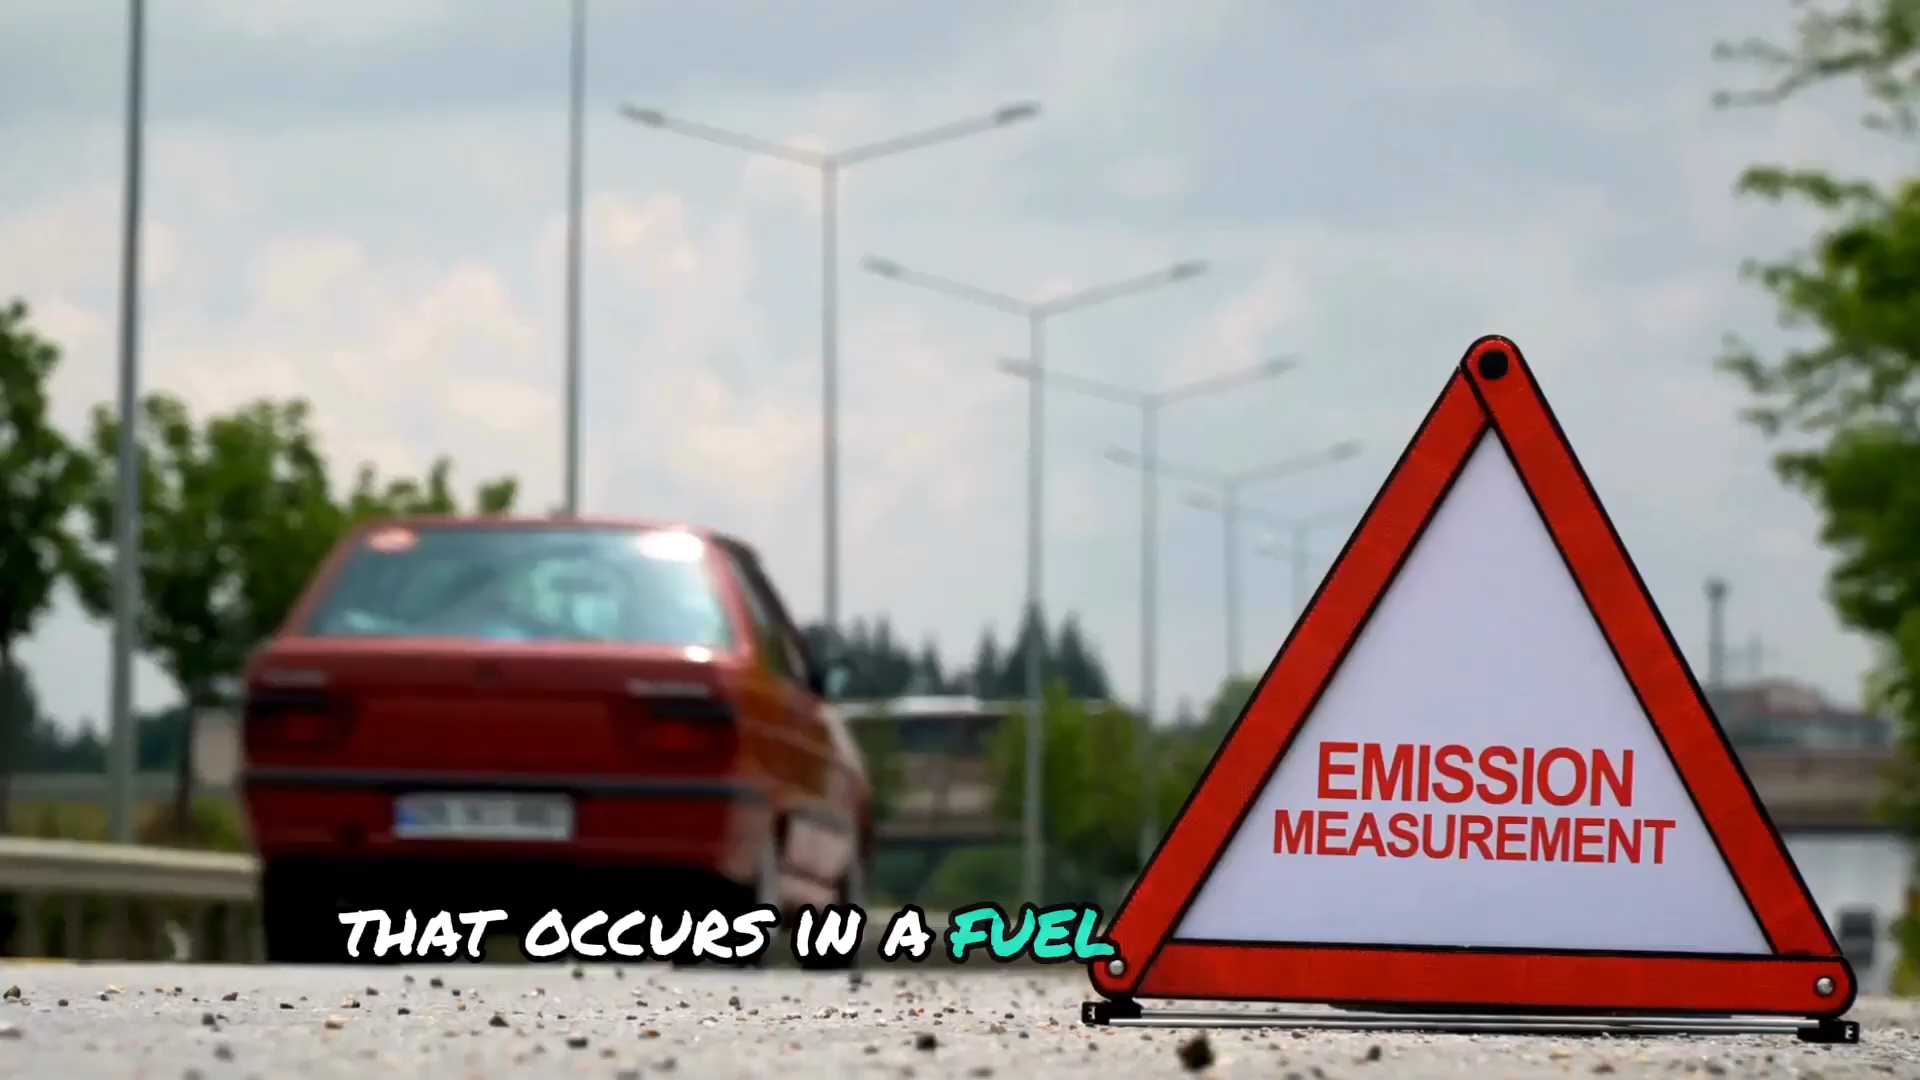 EMISSION
MEASUREMENT
THAT OCCURS IN A FUEL